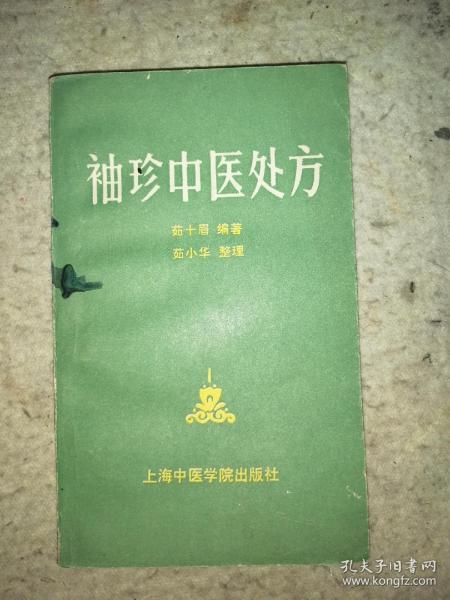 袖珍中医处方
茹十眉 编著
茹小华 整理
上海中医学院出版社
孔夫子旧书网
www.kongfz.com